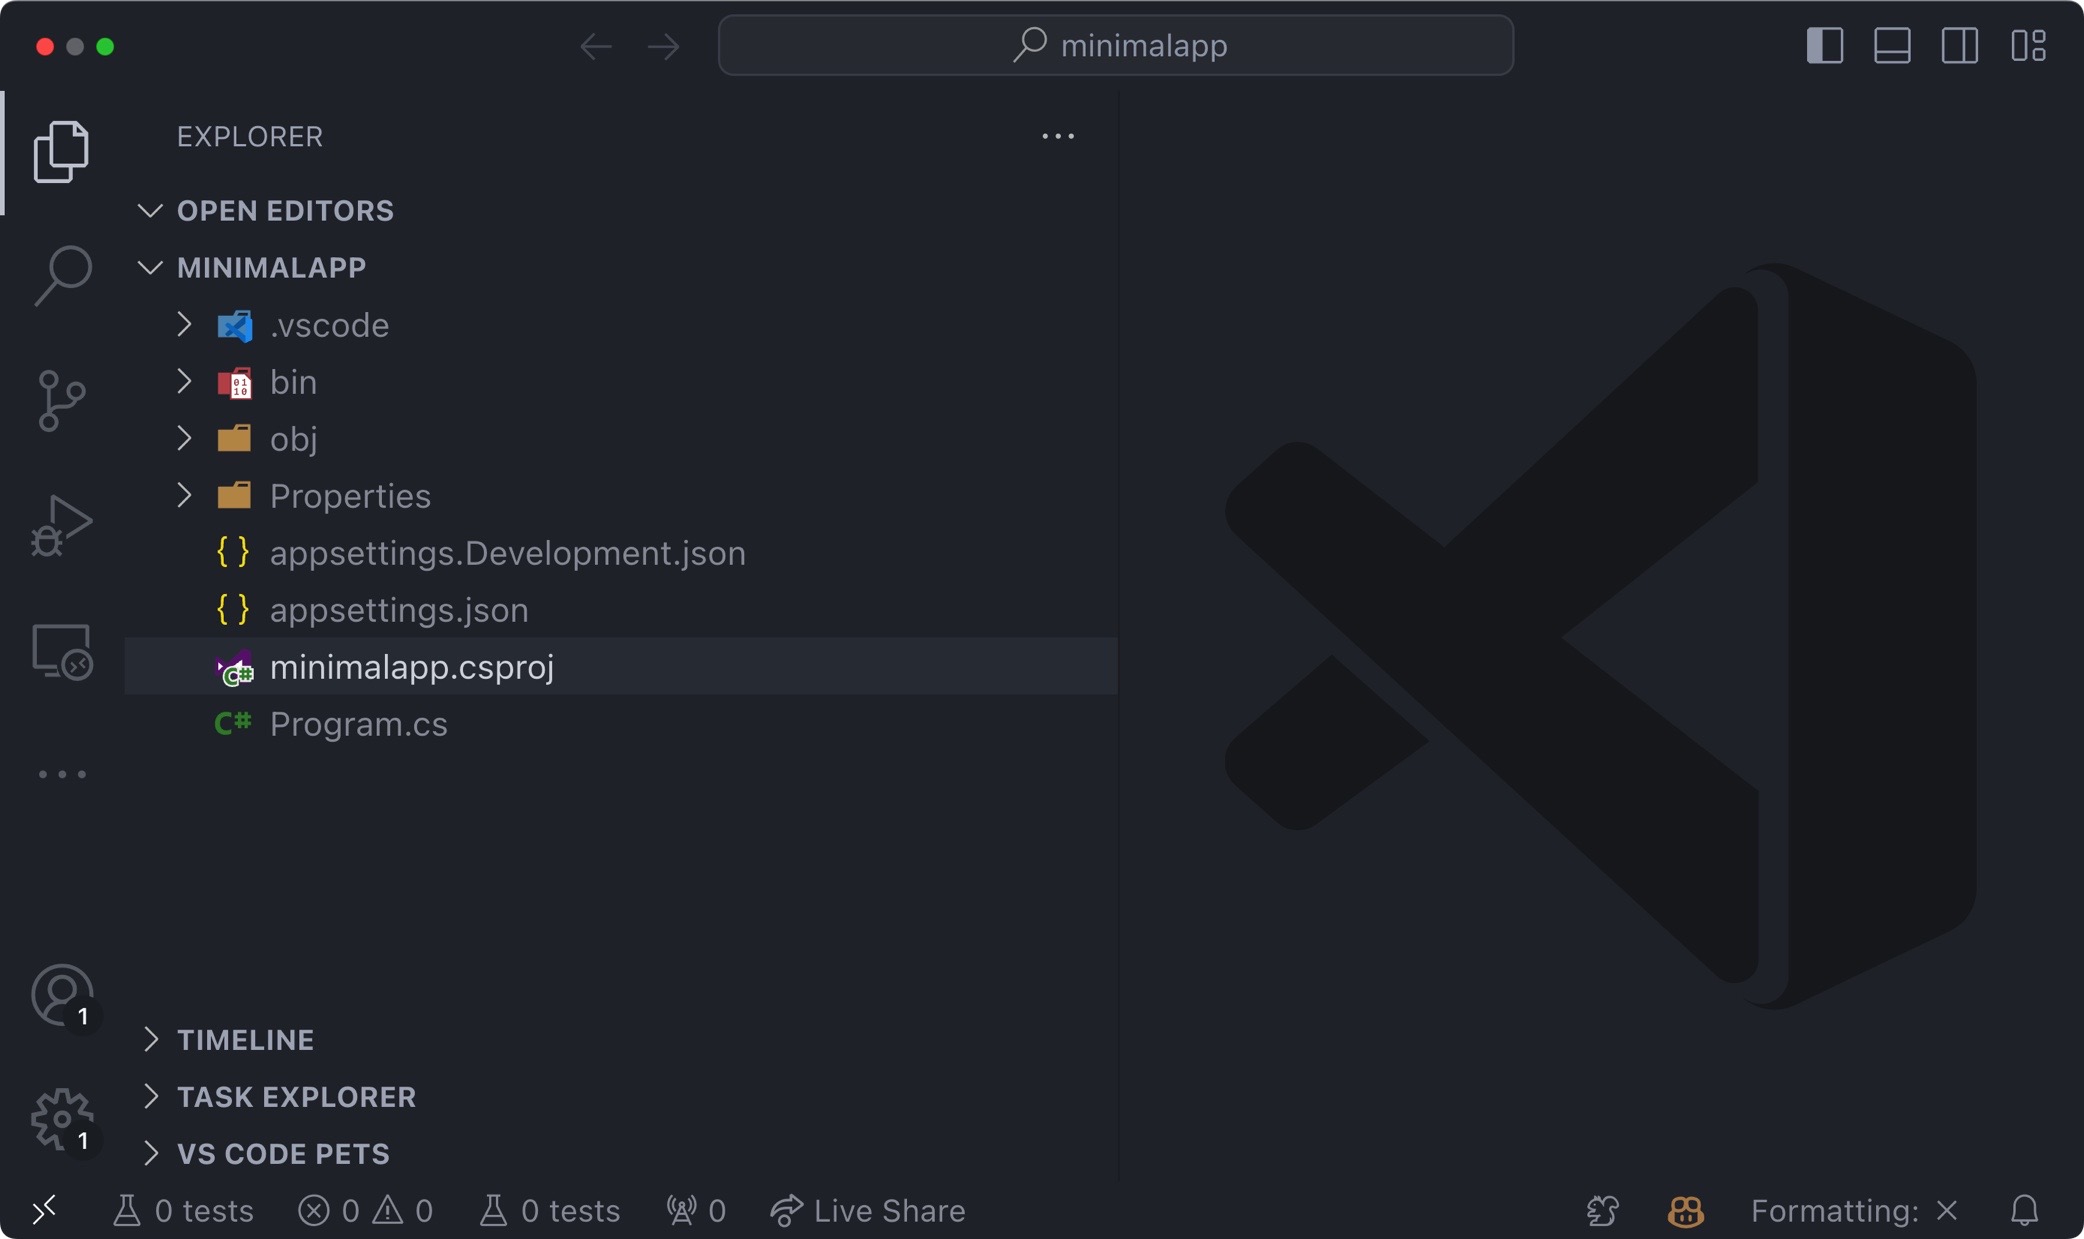 minimalapp
EXPLORER
OPEN EDITORS
MINIMALAPP
.vscode
bin
obj
Properties
appsettings.Development.json
appsettings.json
minimalapp.csproj
C# Program.cs
1
TIMELINE
TASK EXPLORER
1
VS CODE PETS
0 tests 0 0 0 tests 0 Live Share Formatting: